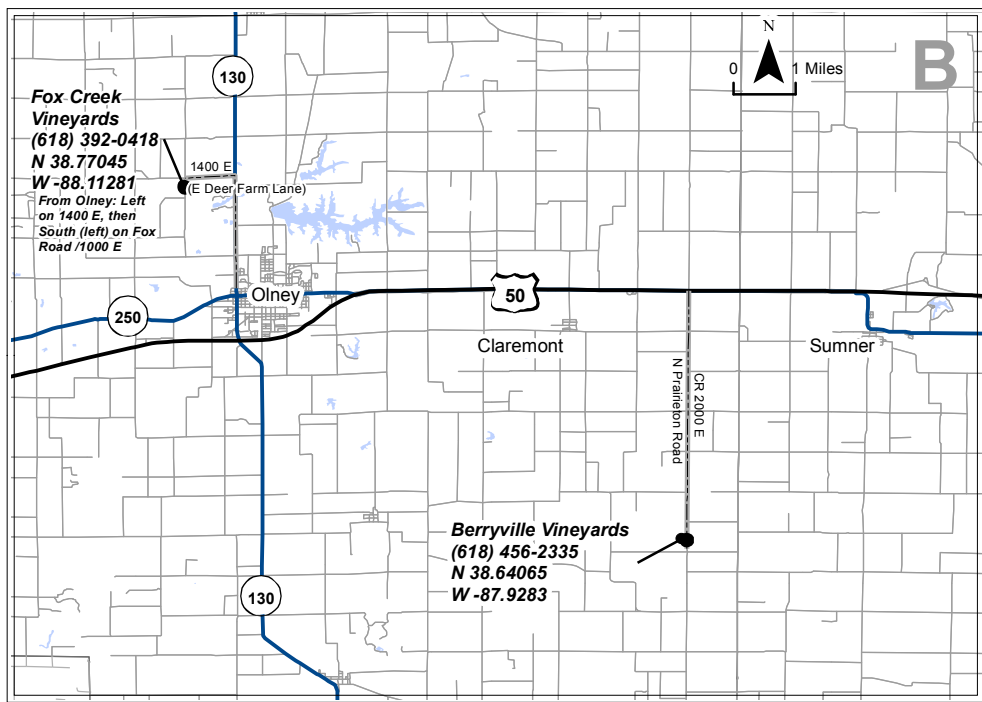 N
B
0 1 Miles
130
Fox Creek
Vineyards
(618) 392-0418
N 38.77045
W -88.11281
From Olney: Left
on 1400 E, then
South (left) on Fox
Road /1000 E
1400 E
(E Deer Farm Lane)
Olney
50
250
Claremont
Sumner
CR 2000 E
N Prairieton Road
Berryville Vineyards
(618) 456-2335
N 38.64065
W -87.9283
130